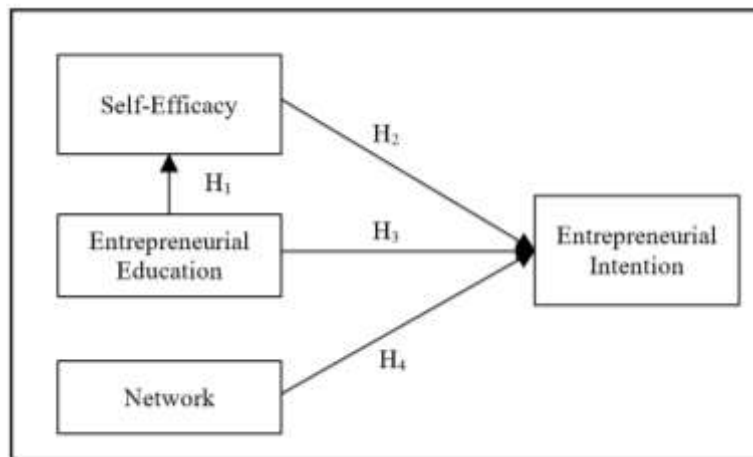 Self-Efficacy
H₂
H₁
Entrepreneurial
Education
H₃
Entrepreneurial
Intention
H₄
Network